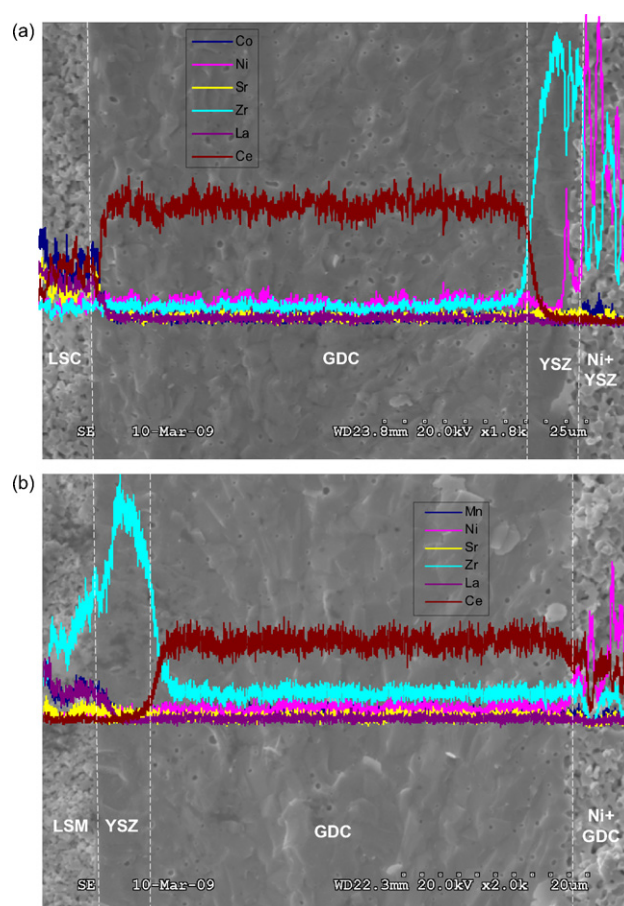 (a)
Co
Ni
Sr
Zr
La
Ce
LSC
GDC
YSZ
Ni+
YSZ
SE 10-Mar-09 WD23.8mm 20.0kV x1.8k 25um
(b)
Mn
Ni
Sr
Zr
La
Ce
LSM
YSZ
GDC
Ni+
GDC
SE 10-Mar-09 WD22.3mm 20.0kV x2.0k 20um